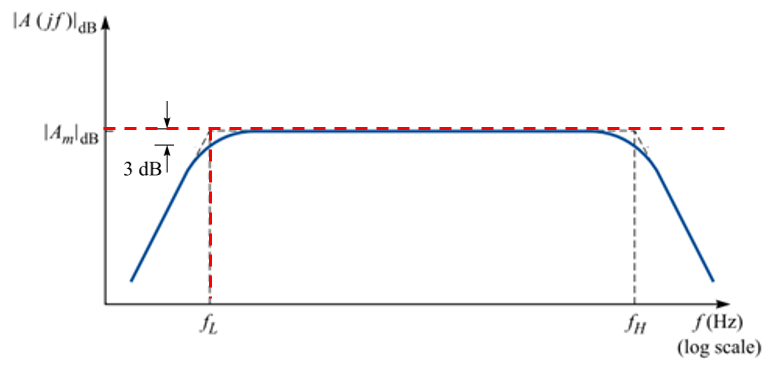 |A (jf)|dB
|Am|dB
3 dB
fL
fH
f (Hz)
(log scale)